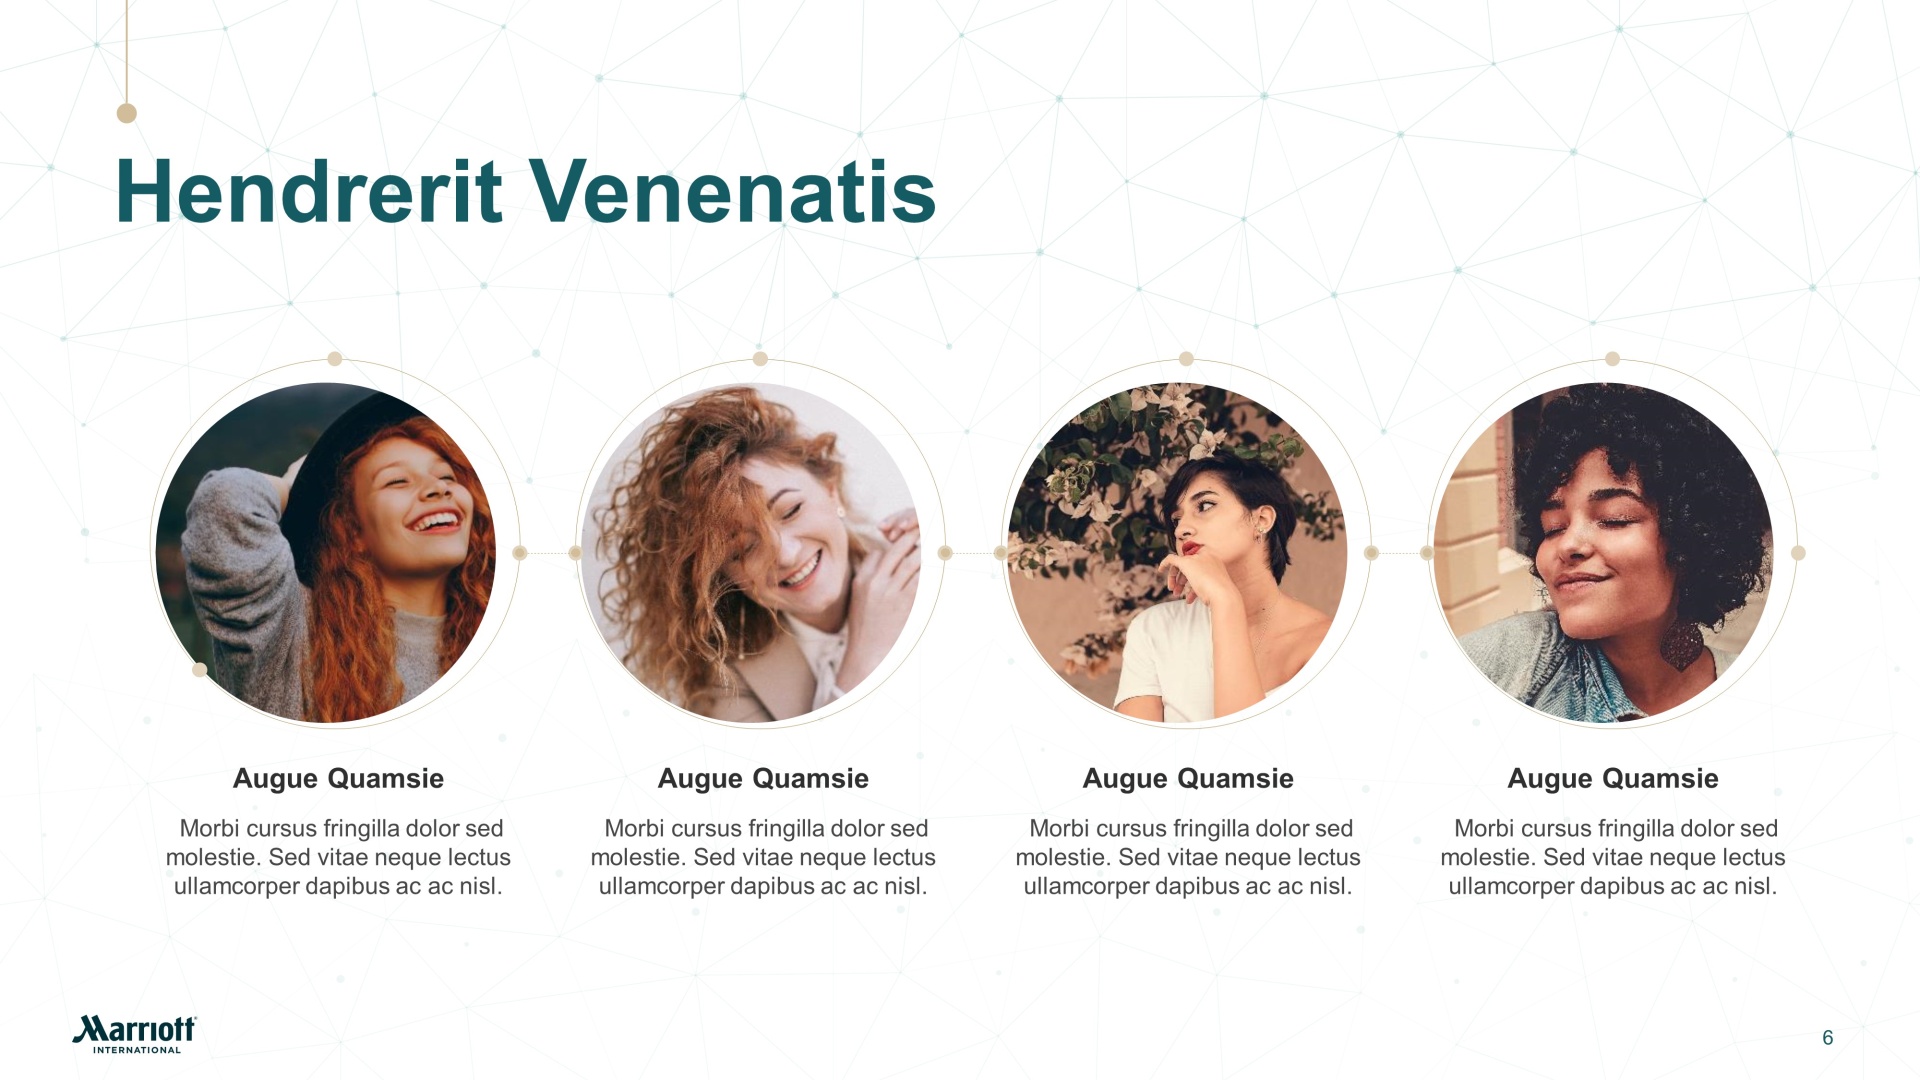 Hendrerit Venenatis
Augue Quamsie
Morbi cursus fringilla dolor sed
molestie. Sed vitae neque lectus
ullamcorper dapibus ac ac nisl.
Augue Quamsie
Morbi cursus fringilla dolor sed
molestie. Sed vitae neque lectus
ullamcorper dapibus ac ac nisl.
Augue Quamsie
Morbi cursus fringilla dolor sed
molestie. Sed vitae neque lectus
ullamcorper dapibus ac ac nisl.
Augue Quamsie
Morbi cursus fringilla dolor sed
molestie. Sed vitae neque lectus
ullamcorper dapibus ac ac nisl.
Marriott
INTERNATIONAL
6